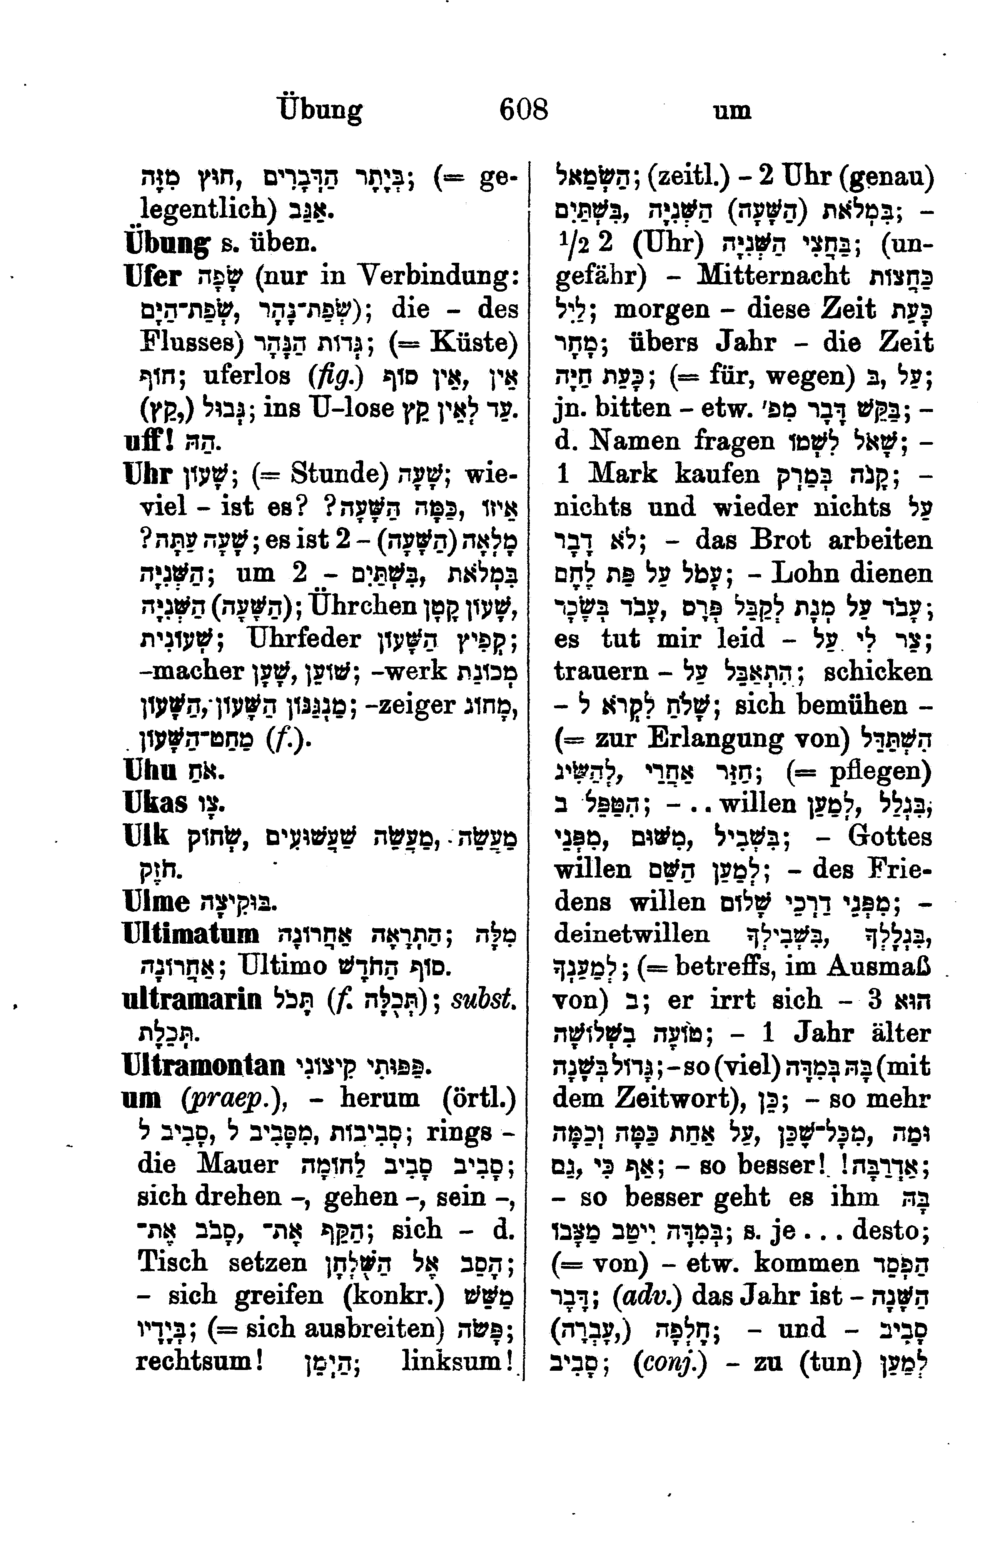 Übung 608 um
בְּיֶתֶר הַדְּבָרִים, חוּץ מִזֶּה; (= ge-
legentlich) אַגַּב.
Übung s. üben.
Ufer שָׂפָה (nur in Verbindung:
שְׂפַת־נָהָר, שְׂפַת־הַיָּם); die – des
Flusses) גְּדוֹת הַנָּהָר; (= Küste)
חוֹף; uferlos (fig.) אֵין, אֵין סוֹף
(קֵץ,) גְּבוּל; ins U-lose עַד לְאֵין קֵץ.
uff! הַהּ.
Uhr שָׁעוֹן; (= Stunde) שָׁעָה; wie-
viel – ist es? אֵיזוֹ, כַּמָּה הַשָּׁעָה?
שָׁעָה עַתָּה?; es ist 2 – (הַשָּׁעָה) מָלְאָה
הַשְּׁנִיָּה; um 2 – בִּשְׁתַּיִם, בִּמְלֹאת
(הַשָּׁעָה) הַשְּׁנִיָּה; Ührchen שָׁעוֹן קָטָן,
שְׁעוֹנִית; Uhrfeder קְפִיץ הַשָּׁעוֹן;
-macher שָׁעָן, שׁוֹעֵן; -werk מְכוֹנַת
הַשָּׁעוֹן, מַנְגְּנוֹן הַשָּׁעוֹן; -zeiger מָחוֹג,
מַחַט־הַשָּׁעוֹן (f.).
Uhu אֹחַ.
Ukas צָו.
Ulk שְׂחוֹק, מַעֲשֵׂה שַׁעֲשׁוּעִים, מַעֲשֵׂה
חֹזֶק.
Ulme בּוּקִיצָה.
Ultimatum הַתְרָאָה אַחֲרוֹנָה; מִלָּה
אַחֲרוֹנָה; Ultimo סוֹף הַחֹדֶשׁ.
ultramarin תָּכֹל (f. תְּכֻלָּה); subst.
תְּכֵלֶת.
Ultramontan פַּפּוּתִי קִיצוֹנִי.
um (praep.), – herum (örtl.)
סָבִיב לְ, מִסָּבִיב לְ, סְבִיבוֹת; rings –
die Mauer סָבִיב סָבִיב לַחוֹמָה;
sich drehen –, gehen –, sein –,
סָבֹב אֶת־, הַקֵּף אֶת־; sich – d.
Tisch setzen הָסֵב אֶל הַשֻּׁלְחָן;
– sich greifen (konkr.) מַשֵּׁשׁ
בְּיָדָיו; (= sich ausbreiten) פָּשֹׂה;
rechtsum! הַיְמֵן; linksum!
הַשְׂמֹאל; (zeitl.) – 2 Uhr (genau)
בִּמְלֹאת (הַשָּׁעָה) הַשְּׁנִיָּה, בִּשְׁתַּיִם; –
1/2 2 (Uhr) בַּחֲצִי הַשְּׁנִיָּה; (un-
gefähr) – Mitternacht כַּחֲצוֹת
לַיִל; morgen – diese Zeit כָּעֵת
מָחָר; übers Jahr – die Zeit
כָּעֵת חַיָּה; (= für, wegen) עַל, בְּ;
jn. bitten – etw. בַּקֵּשׁ דָּבָר מִפ׳; –
d. Namen fragen שָׁאֹל לִשְׁמוֹ; –
1 Mark kaufen קָנֹה בְּמַרְק; –
nichts und wieder nichts עַל
לֹא דָבָר; – das Brot arbeiten
עָמֹל עַל פַּת לֶחֶם; – Lohn dienen
עָבֹד עַל מְנָת לְקַבֵּל פְּרָס, עָבֹד בְּשָׂכָר;
es tut mir leid – צַר לִי עַל;
trauern – הִתְאַבֵּל עַל; schicken
– שָׁלֹחַ לִקְרֹא לְ; sich bemühen –
(= zur Erlangung von) הִשְׁתַּדֵּל
לְהַשִּׂיג, חַזֵּר אַחֲרֵי; (= pflegen)
הִטַּפֵּל בְּ; – .. willen בִּגְלַל, לְמַעַן,
בִּשְׁבִיל, מִשּׁוּם, מִפְּנֵי; – Gottes
willen לְמַעַן הַשֵּׁם; – des Frie-
dens willen מִפְּנֵי דַרְכֵי שָׁלוֹם; –
deinetwillen בִּגְלָלְךָ, בִּשְׁבִילְךָ,
לְמַעַנְךָ; (= betreffs, im Ausmaß
von) בְּ; er irrt sich – 3 הוּא
טוֹעֶה בִשְׁלוֹשָׁה; – 1 Jahr älter
גָּדוֹל בְּשָׁנָה; – so (viel) בָּהּ בְּמִדָּה (mit
dem Zeitwort), כֵּן; – so mehr
וּמָה, מִכָּל־שֶׁכֵּן, עַל אַחַת כַּמָּה וְכַמָּה
אַף כִּי, גַם; – so besser! אַדְרַבָּה!;
– so besser geht es ihm בָּהּ
בְּמִדָּה יִיטַב מַצָּבוֹ; s. je ... desto;
(= von) – etw. kommen הִפָּסֵד
דָּבָר; (adv.) das Jahr ist – הַשָּׁנָה
(עָבְרָה,) חָלְפָה; – und – סָבִיב
סָבִיב; (conj.) – zu (tun) לְמַעַן